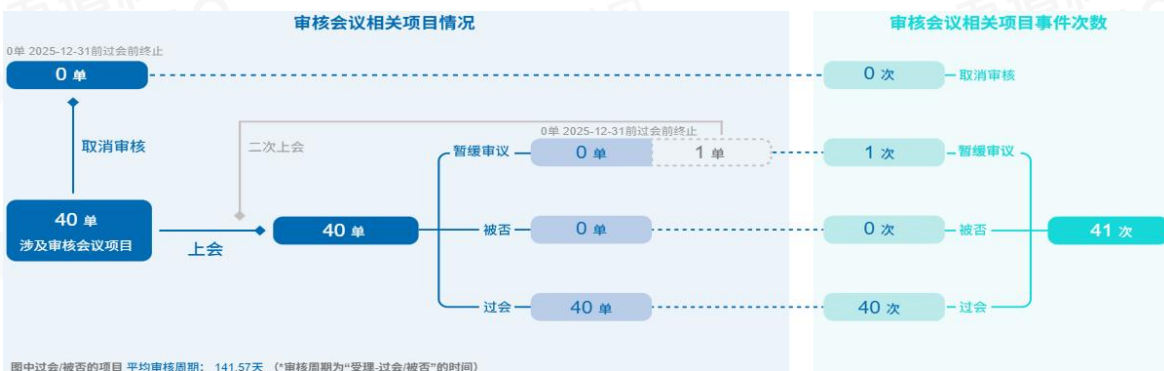 审核会议相关项目情况
审核会议相关项目事件次数
0单 2025-12-31前过会前终止
0 单
0 次
取消审核
取消审核
二次上会
0单 2025-12-31前过会前终止
暂缓审议
0 单
1 单
1 次
暂缓审议
40 单
涉及审核会议项目
上会
40 单
被否
0 单
0 次
被否
41 次
过会
40 单
40 次
过会
图中过会/被否的项目 平均审核周期： 141.57天 （*审核周期为“受理-过会/被否”的时间）